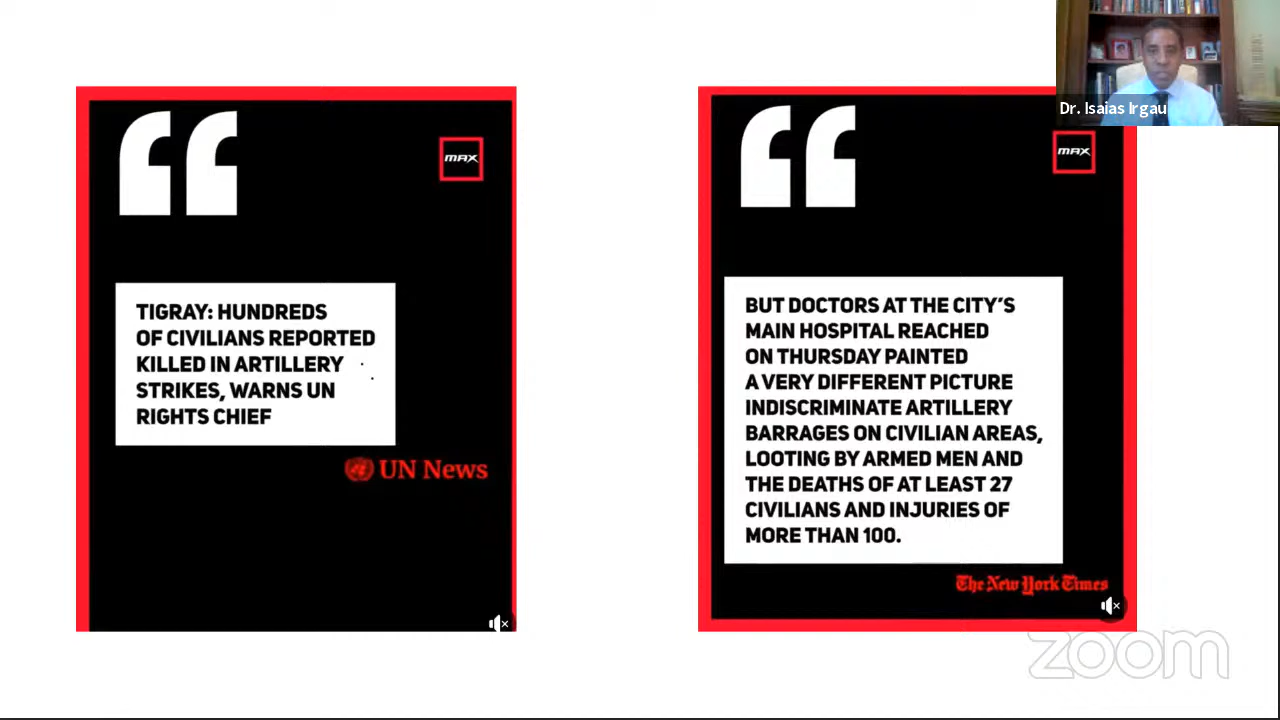 Dr. Isaias Irgau
MAX
TIGRAY: HUNDREDS
OF CIVILIANS REPORTED
KILLED IN ARTILLERY
STRIKES, WARNS UN
RIGHTS CHIEF
UN News
MAX
BUT DOCTORS AT THE CITY'S
MAIN HOSPITAL REACHED
ON THURSDAY PAINTED
A VERY DIFFERENT PICTURE
INDISCRIMINATE ARTILLERY
BARRAGES ON CIVILIAN AREAS,
LOOTING BY ARMED MEN AND
THE DEATHS OF AT LEAST 27
CIVILIANS AND INJURIES OF
MORE THAN 100.
The New York Times
zoom